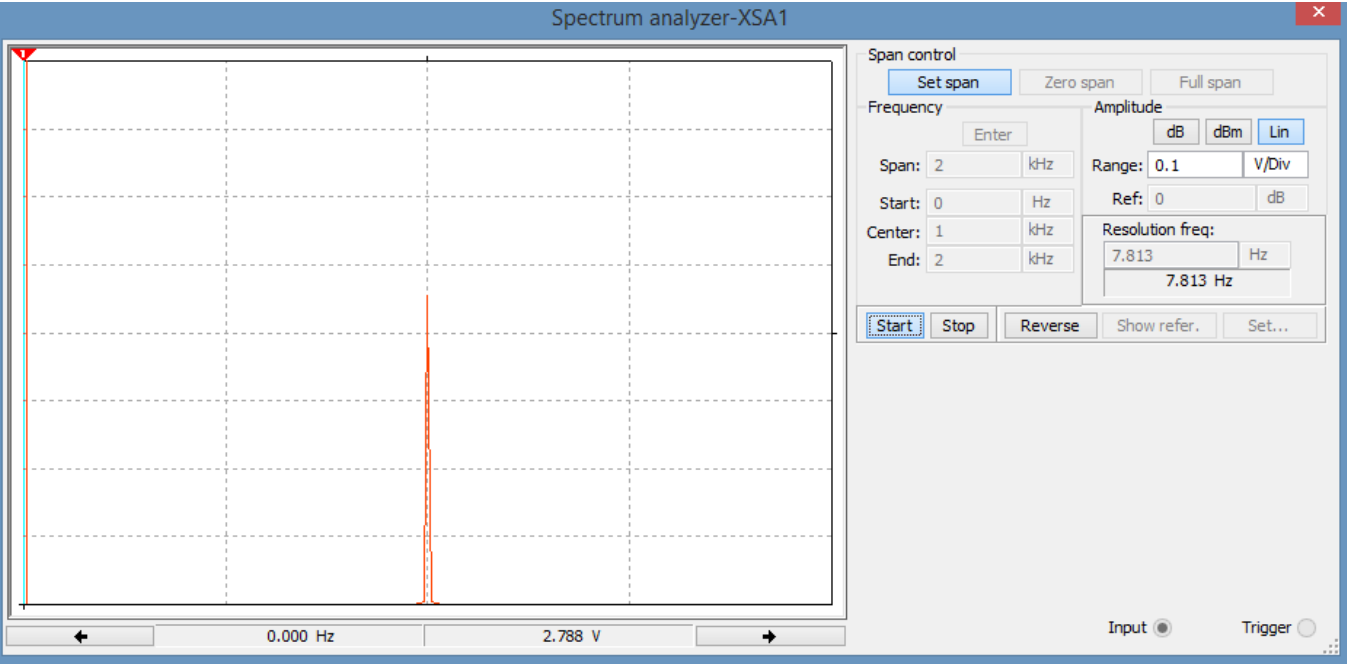 Spectrum analyzer-XSA1
×
1
Span control
Set span Zero span Full span
Frequency
Enter
Span: 2 kHz
Start: 0 Hz
Center: 1 kHz
End: 2 kHz
Amplitude
dB dBm Lin
Range: 0.1 V/Div
Ref: 0 dB
Resolution freq:
7.813 Hz
7.813 Hz
Start Stop Reverse Show refer. Set...
0.000 Hz 2.788 V
Input Trigger